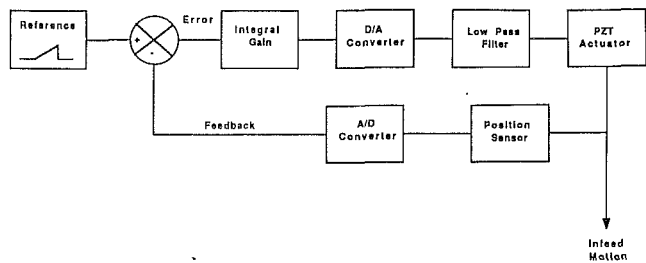 Reference
Error
+
-
Integral
Gain
D/A
Converter
Low Pass
Filter
PZT
Actuator
Feedback
A/D
Converter
Position
Sensor
Infeed
Motion